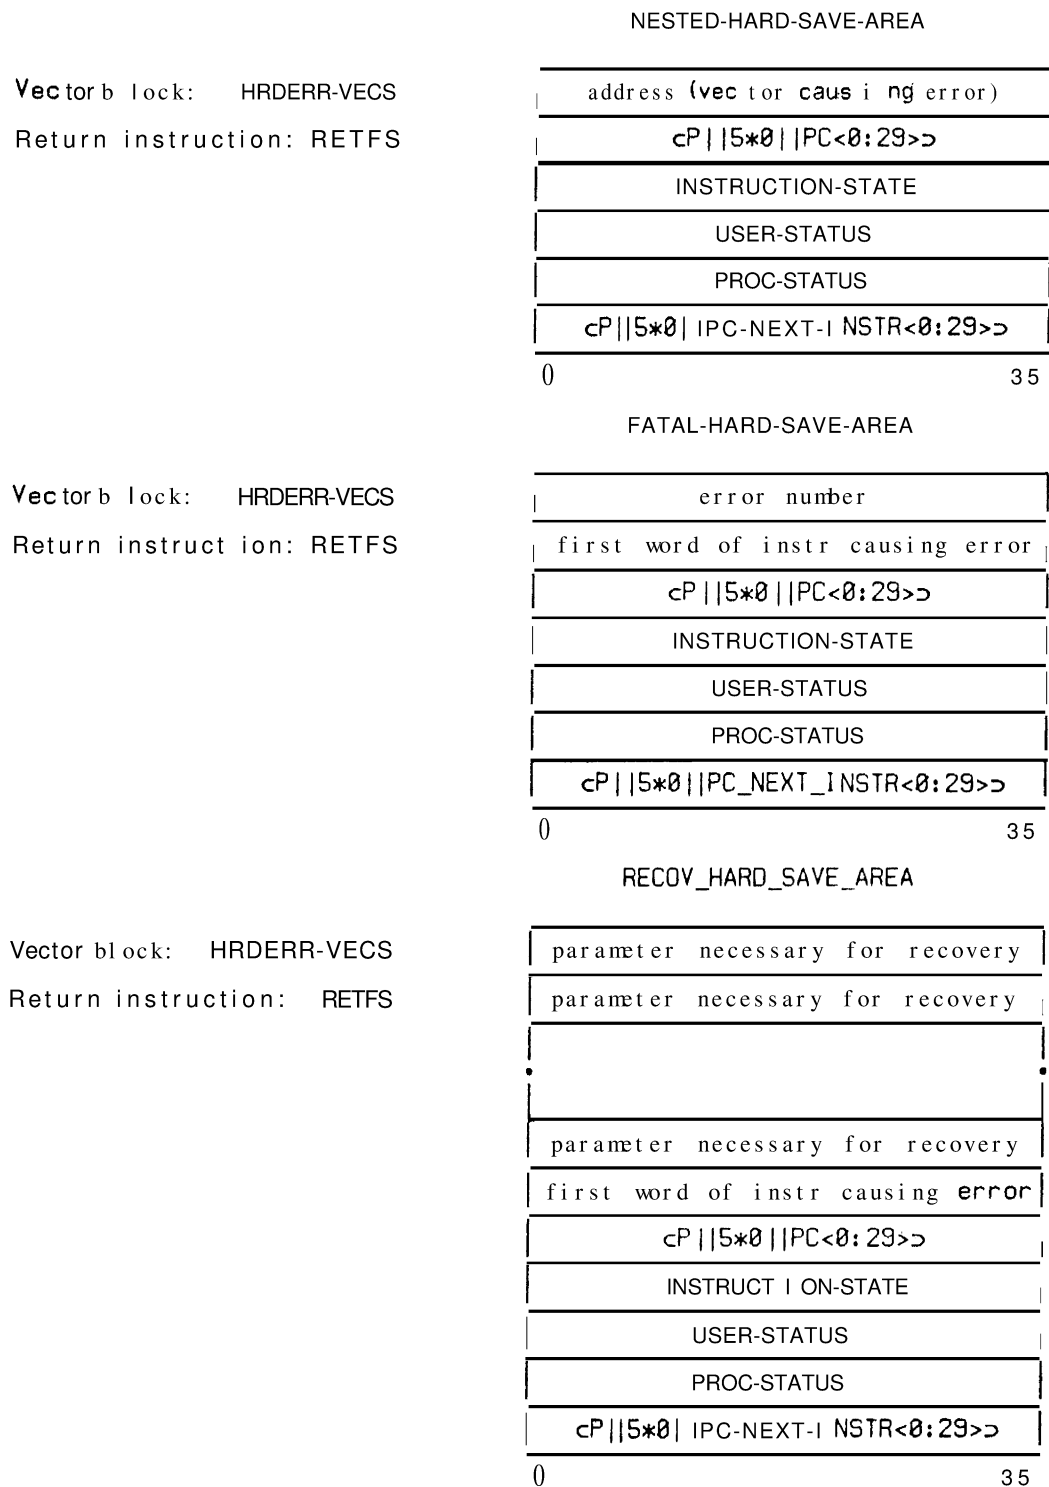 NESTED-HARD-SAVE-AREA
Vector block: HRDERR-VECS
address (vector causing error)
Return instruction: RETFS
⊂P||5*0||PC<0:29>⊃
INSTRUCTION-STATE
USER-STATUS
PROC-STATUS
⊂P||5*0|IPC-NEXT-INSTR<0:29>⊃
0 35
FATAL-HARD-SAVE-AREA
Vector block: HRDERR-VECS
error number
Return instruction: RETFS
first word of instr causing error
⊂P||5*0||PC<0:29>⊃
INSTRUCTION-STATE
USER-STATUS
PROC-STATUS
⊂P||5*0||PC_NEXT_INSTR<0:29>⊃
0 35
RECOV_HARD_SAVE_AREA
Vector block: HRDERR-VECS
parameter necessary for recovery
Return instruction: RETFS
parameter necessary for recovery
parameter necessary for recovery
first word of instr causing error
⊂P||5*0||PC<0:29>⊃
INSTRUCTION-STATE
USER-STATUS
PROC-STATUS
⊂P||5*0|IPC-NEXT-INSTR<0:29>⊃
0 35